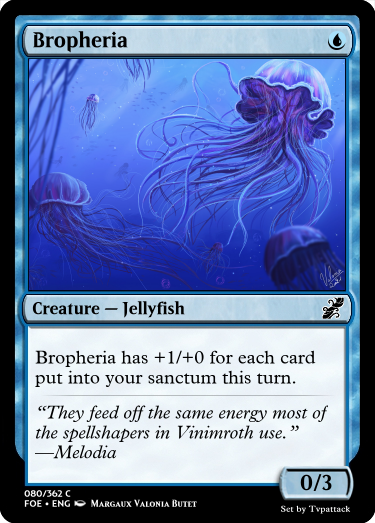 Bropheria
Creature — Jellyfish
Bropheria has +1/+0 for each card
put into your sanctum this turn.
“They feed off the same energy most of
the spellshapers in Vinimroth use.”
—Melodia
0/3
080/362 C
FOE • ENG MARGAUX VALONIA BUTET
Set by Tvpattack